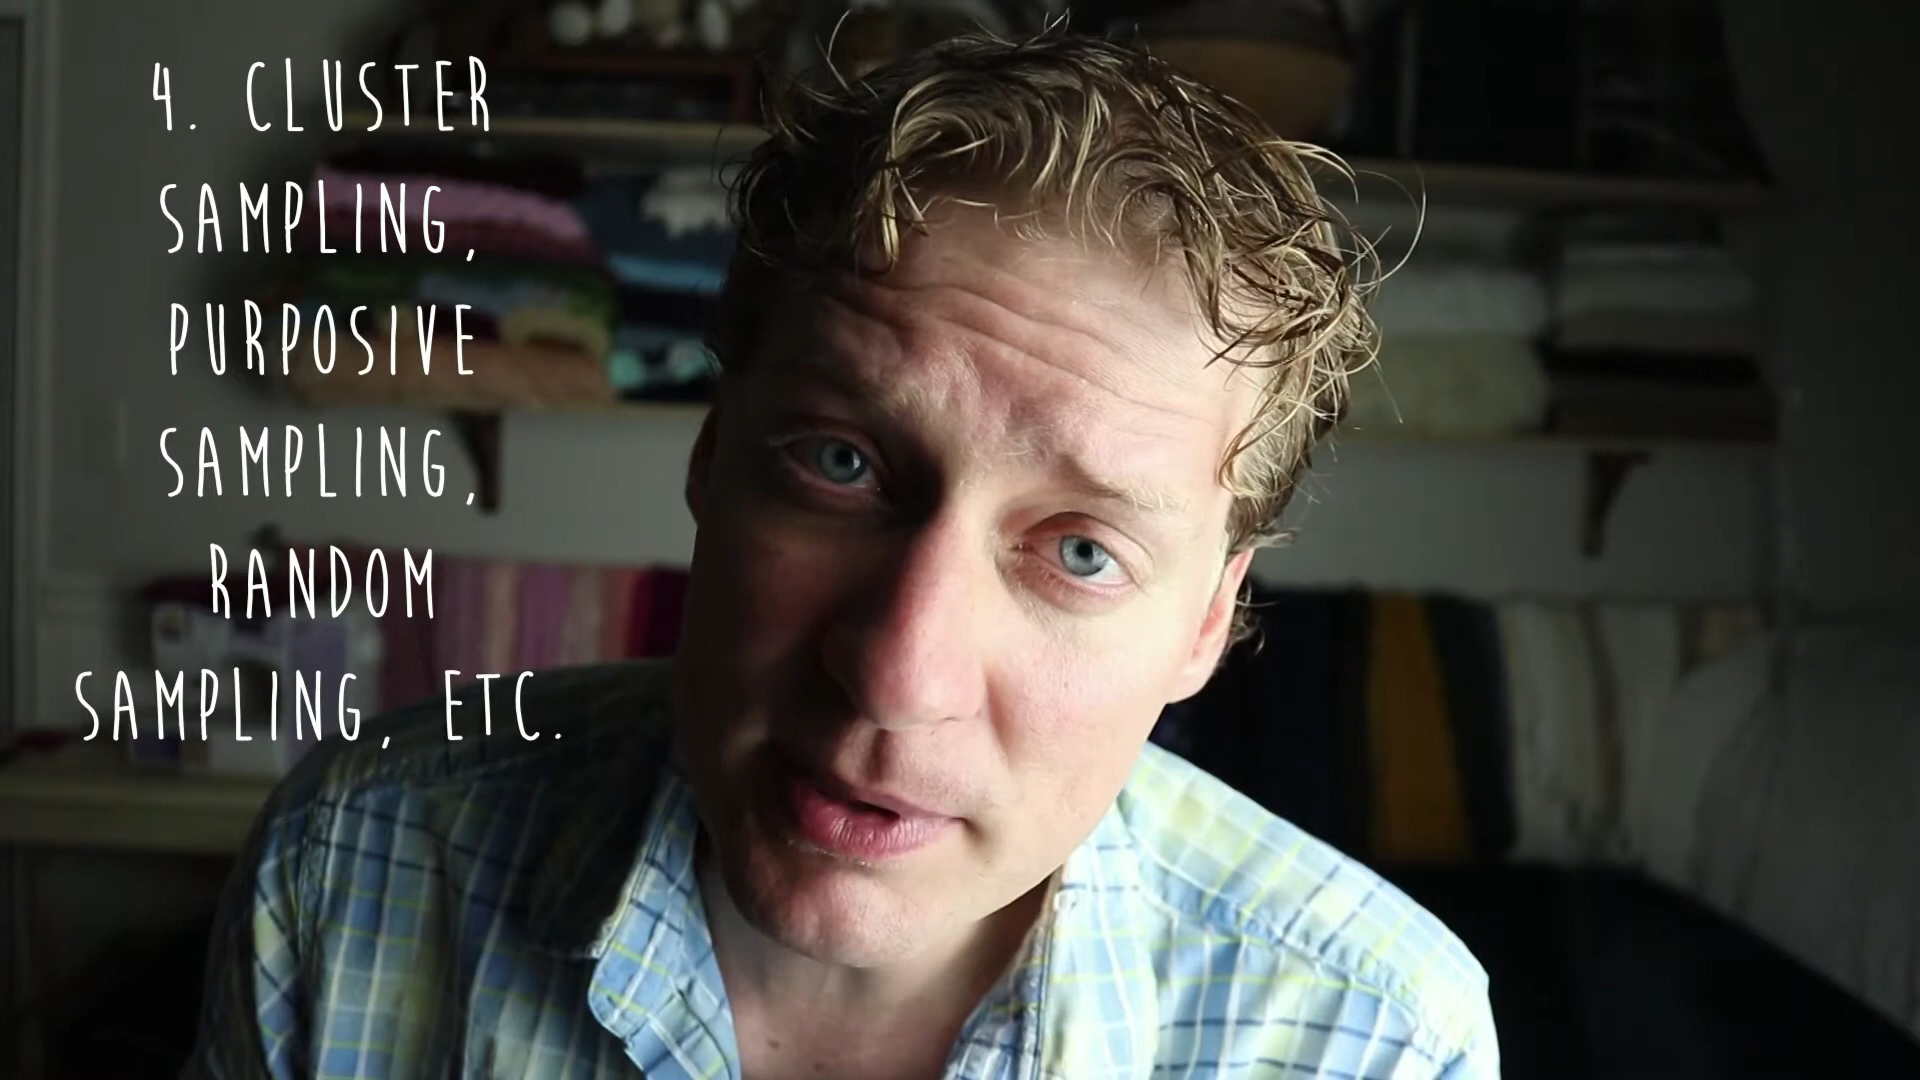 4. CLUSTER
SAMPLING,
PURPOSIVE
SAMPLING,
RANDOM
SAMPLING, ETC.